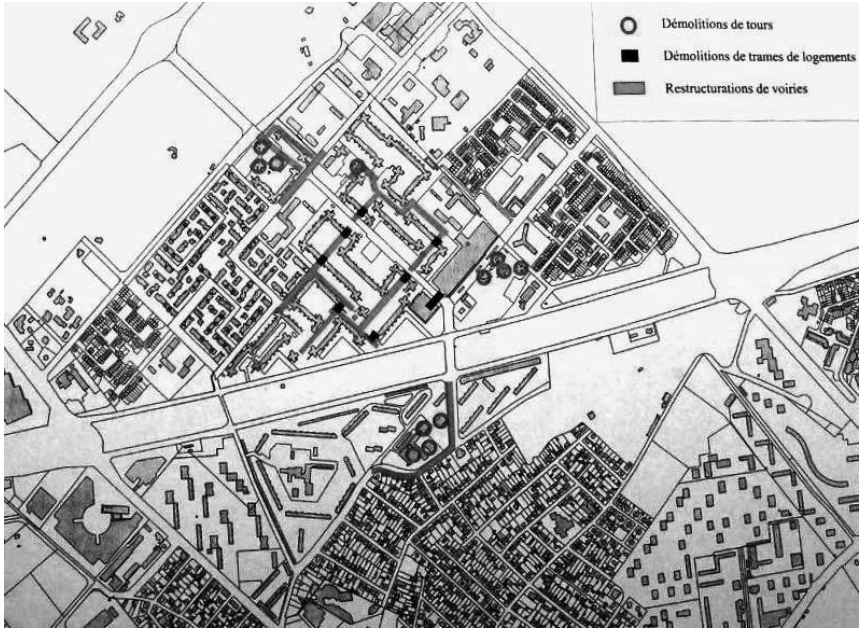 Démolitions de tours
Démolitions de trames de logements
Restructurations de voiries